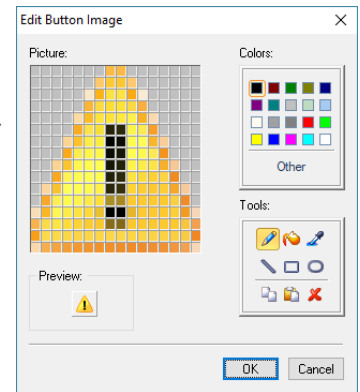 Edit Button Image
Picture:
Colors:
Other
Tools:
Preview:
OK
Cancel